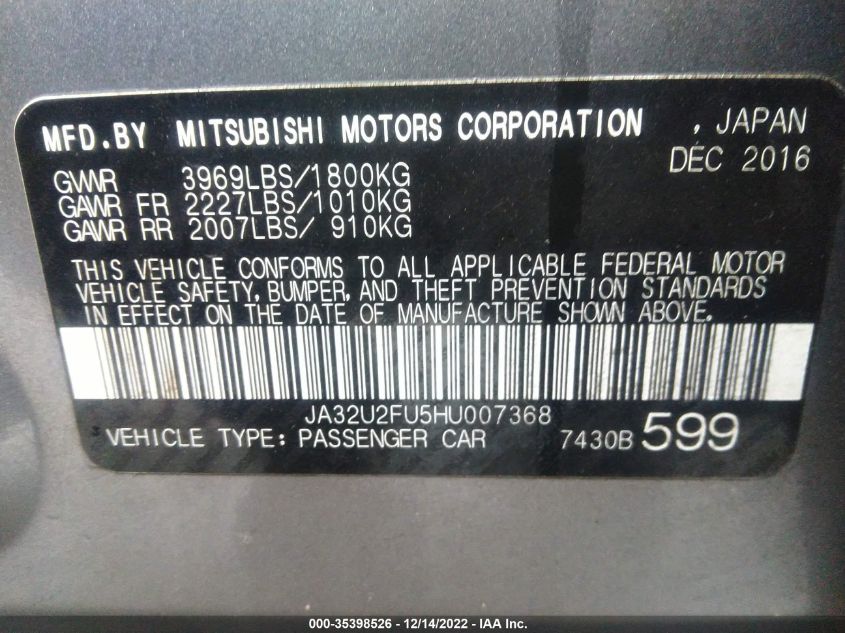 MFD.BY MITSUBISHI MOTORS CORPORATION , JAPAN
DEC 2016
GVWR 3969LBS/1800KG
GAWR FR 2227LBS/1010KG
GAWR RR 2007LBS/ 910KG
THIS VEHICLE CONFORMS TO ALL APPLICABLE FEDERAL MOTOR
VEHICLE SAFETY, BUMPER, AND THEFT PREVENTION STANDARDS
IN EFFECT ON THE DATE OF MANUFACTURE SHOWN ABOVE.
JA32U2FU5HU007368
VEHICLE TYPE: PASSENGER CAR 7430B 599
000-35398526 - 12/14/2022 - IAA Inc.